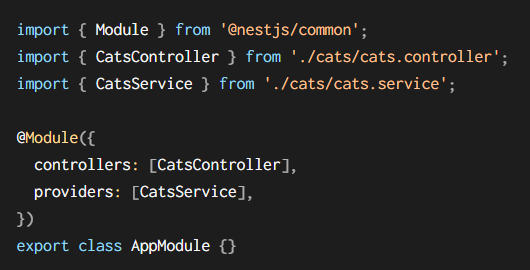 import { Module } from '@nestjs/common';
import { CatsController } from './cats/cats.controller';
import { CatsService } from './cats/cats.service';

@Module({
  controllers: [CatsController],
  providers: [CatsService],
})
export class AppModule {}